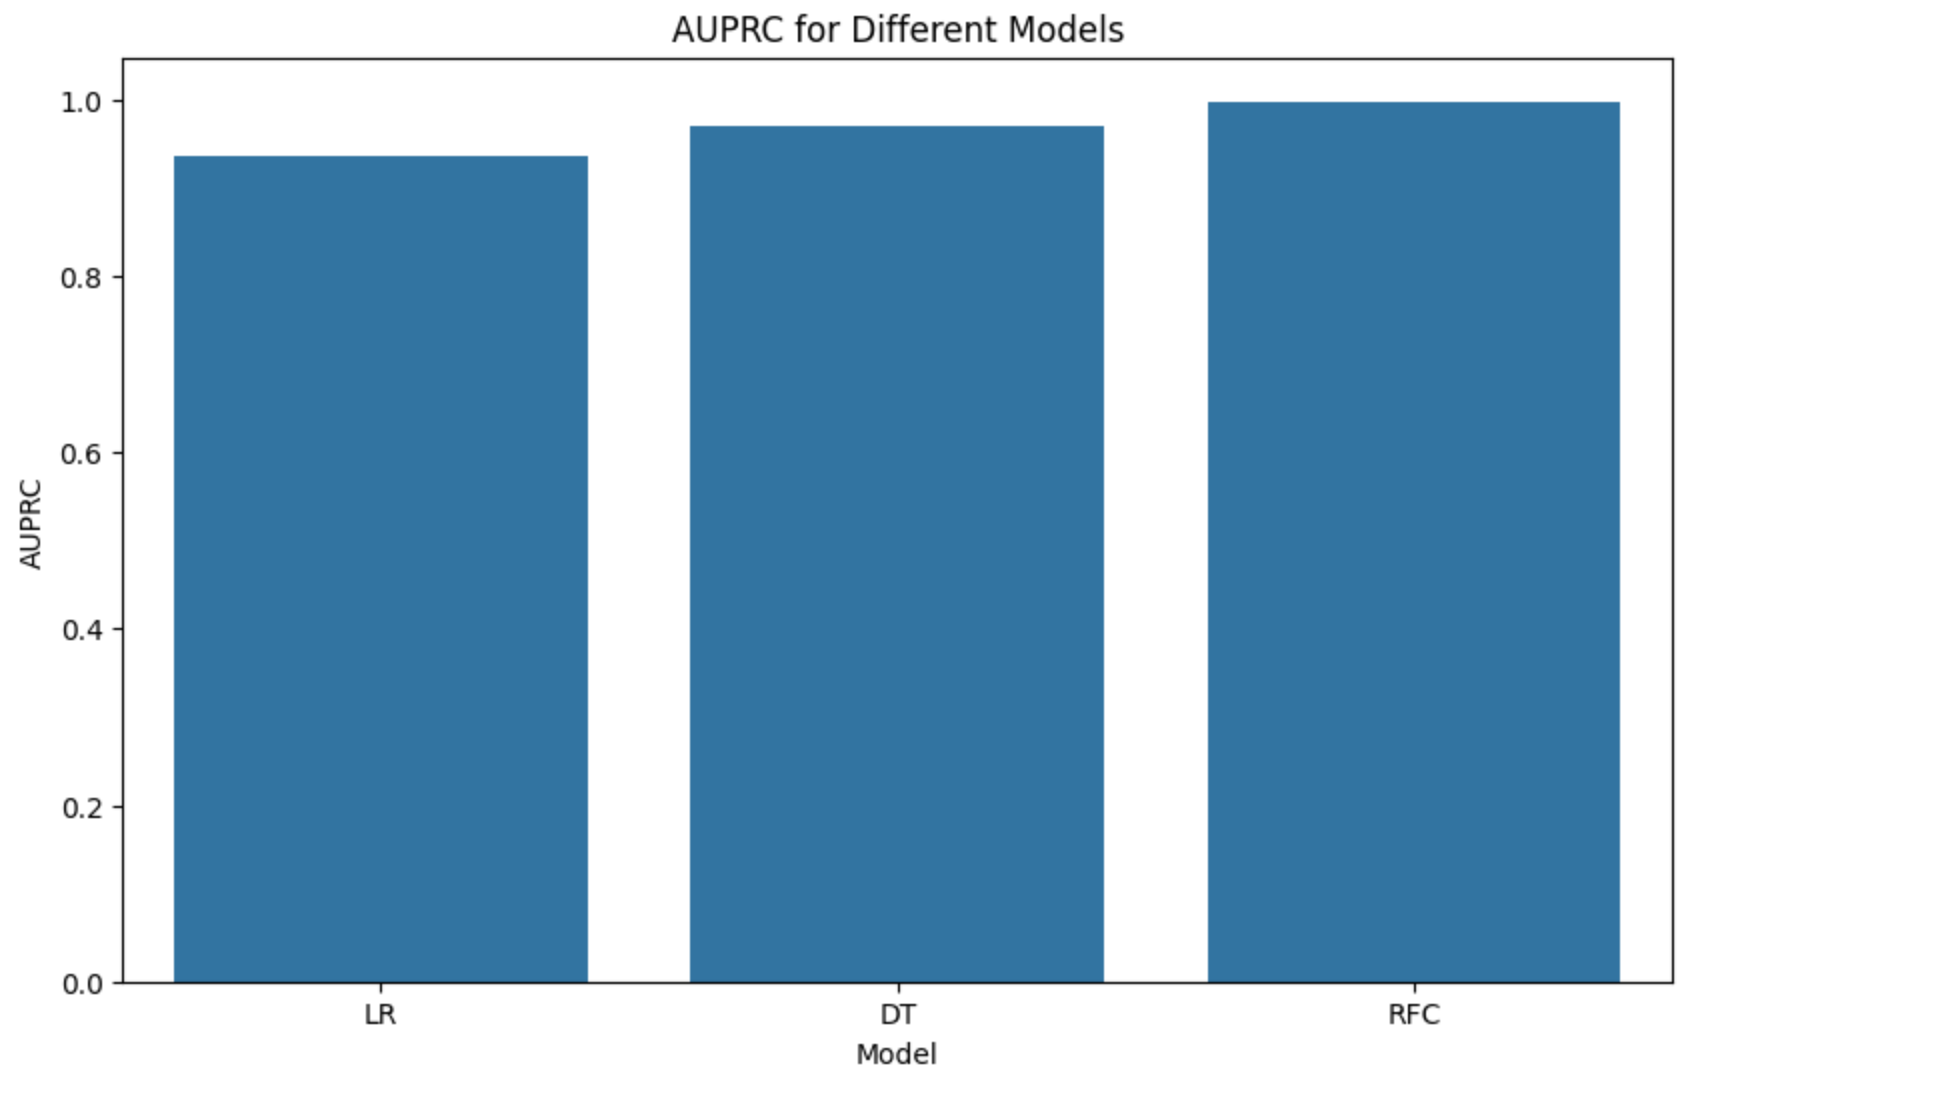 AUPRC for Different Models
1.0
0.8
0.6
0.4
0.2
0.0
AUPRC
LR
DT
RFC
Model